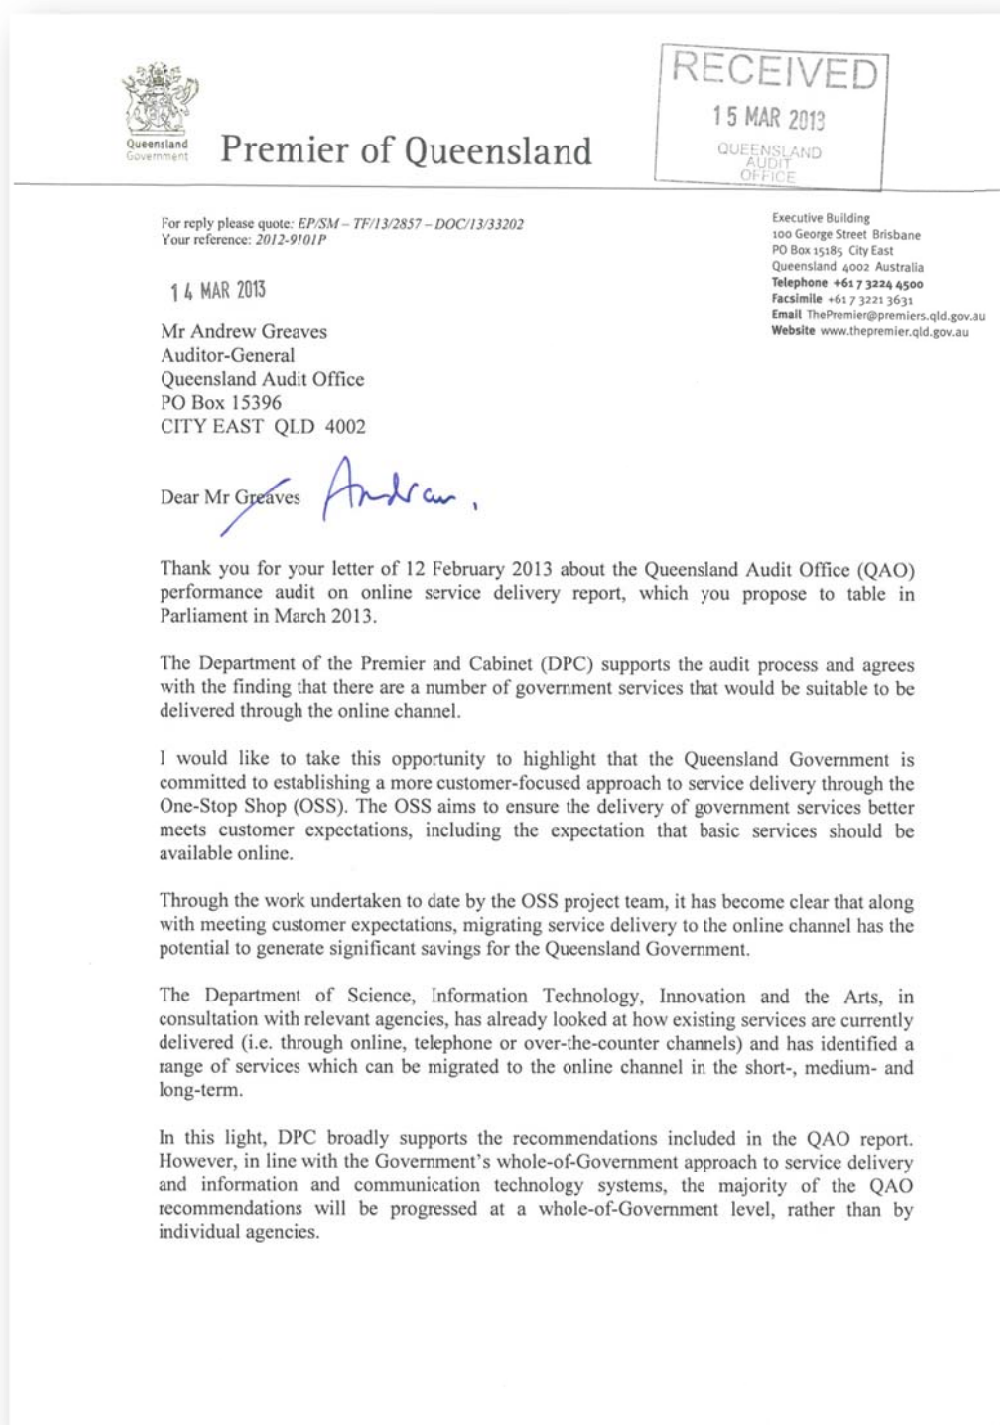 RECEIVED
15 MAR 2013
QUEENSLAND
AUDIT
OFFICE
Queensland
Government
Premier of Queensland
For reply please quote: EP/SM – TF/13/2857 – DOC/13/33202
Your reference: 2012-9101P
Executive Building
100 George Street Brisbane
PO Box 15185 City East
Queensland 4002 Australia
Telephone +61 7 3224 4500
Facsimile +61 7 3221 3631
Email ThePremier@premiers.qld.gov.au
Website www.thepremier.qld.gov.au
14 MAR 2013
Mr Andrew Greaves
Auditor-General
Queensland Audit Office
PO Box 15396
CITY EAST QLD 4002
Dear Mr Greaves Andrew,
Thank you for your letter of 12 February 2013 about the Queensland Audit Office (QAO)
performance audit on online service delivery report, which you propose to table in
Parliament in March 2013.
The Department of the Premier and Cabinet (DPC) supports the audit process and agrees
with the finding that there are a number of government services that would be suitable to be
delivered through the online channel.
I would like to take this opportunity to highlight that the Queensland Government is
committed to establishing a more customer-focused approach to service delivery through the
One-Stop Shop (OSS). The OSS aims to ensure the delivery of government services better
meets customer expectations, including the expectation that basic services should be
available online.
Through the work undertaken to date by the OSS project team, it has become clear that along
with meeting customer expectations, migrating service delivery to the online channel has the
potential to generate significant savings for the Queensland Government.
The Department of Science, Information Technology, Innovation and the Arts, in
consultation with relevant agencies, has already looked at how existing services are currently
delivered (i.e. through online, telephone or over-the-counter channels) and has identified a
range of services which can be migrated to the online channel in the short-, medium- and
long-term.
In this light, DPC broadly supports the recommendations included in the QAO report.
However, in line with the Government's whole-of-Government approach to service delivery
and information and communication technology systems, the majority of the QAO
recommendations will be progressed at a whole-of-Government level, rather than by
individual agencies.